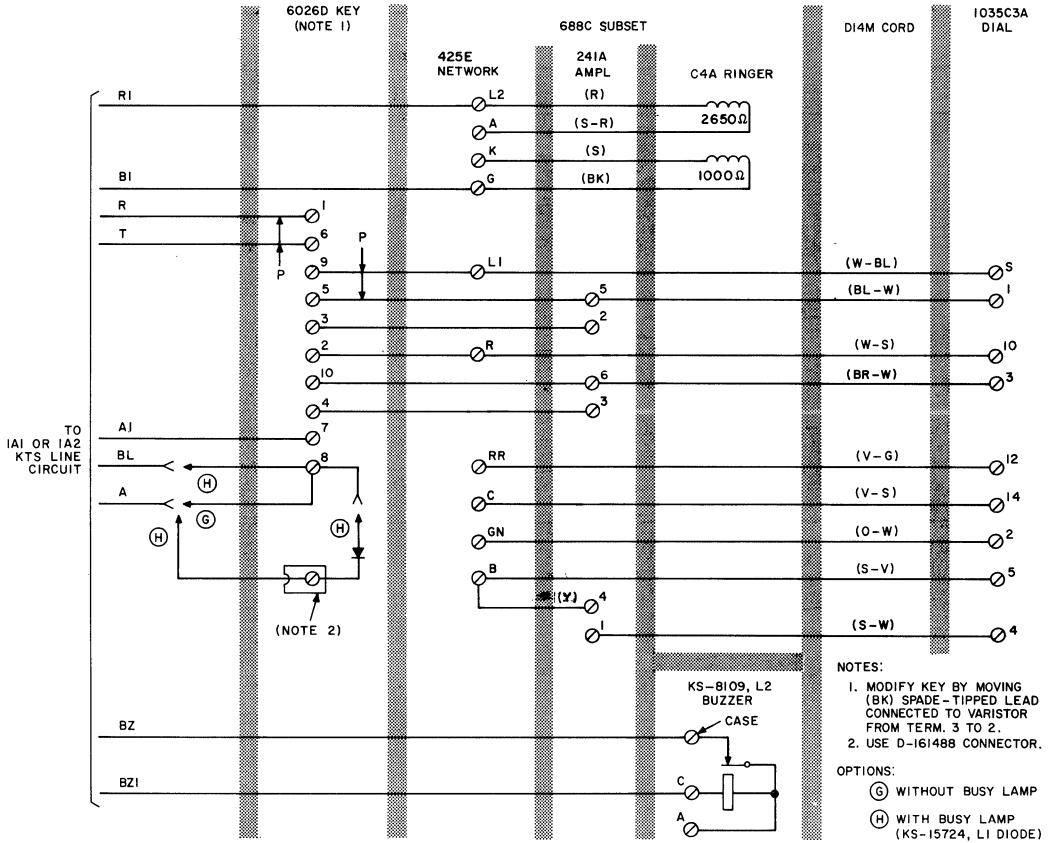 6026D KEY
(NOTE 1)
688C SUBSET
D14M CORD
1035C3A
DIAL
425E
NETWORK
241A
AMPL
C4A RINGER
R1
L2
(R)
2650Ω
A
(S-R)
K
(S)
1000Ω
B1
G
(BK)
R
1
T
6
P
P
9
L1
(W-BL)
S
5
5
(BL-W)
1
3
2
2
R
(W-S)
10
10
6
(BR-W)
3
4
3
TO
1A1 OR 1A2
KTS LINE
CIRCUIT
A1
7
BL
8
H
RR
(V-G)
12
A
G
C
(V-S)
14
H
H
GN
(O-W)
2
B
(S-V)
5
(Y)
4
(NOTE 2)
1
(S-W)
4
KS-8109, L2
BUZZER
CASE
BZ
BZ1
C
A
NOTES:
1. MODIFY KEY BY MOVING
(BK) SPADE-TIPPED LEAD
CONNECTED TO VARISTOR
FROM TERM. 3 TO 2.
2. USE D-161488 CONNECTOR.
OPTIONS:
G WITHOUT BUSY LAMP
H WITH BUSY LAMP
(KS-15724, L1 DIODE)